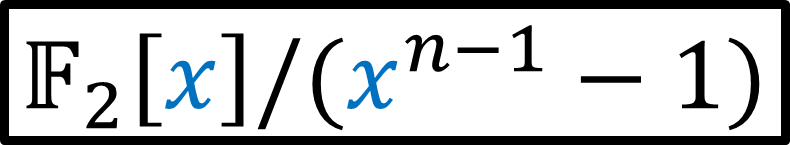 𝔽₂[x]/(xⁿ⁻¹ − 1)